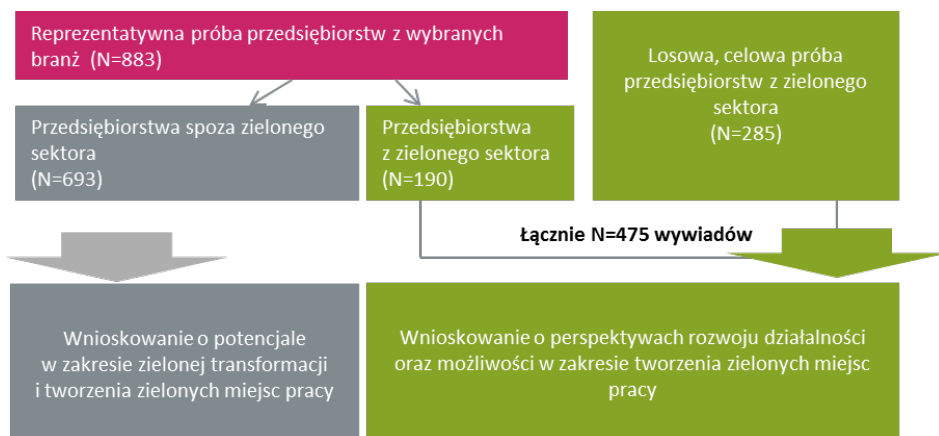 Reprezentatywna próba przedsiębiorstw z wybranych
branż (N=883)
Losowa, celowa próba
przedsiębiorstw z zielonego
sektora
(N=285)
Przedsiębiorstwa spoza zielonego
sektora
(N=693)
Przedsiębiorstwa
z zielonego sektora
(N=190)
Łącznie N=475 wywiadów
Wnioskowanie o potencjale
w zakresie zielonej transformacji
i tworzenia zielonych miejsc pracy
Wnioskowanie o perspektywach rozwoju działalności
oraz możliwości w zakresie tworzenia zielonych miejsc
pracy